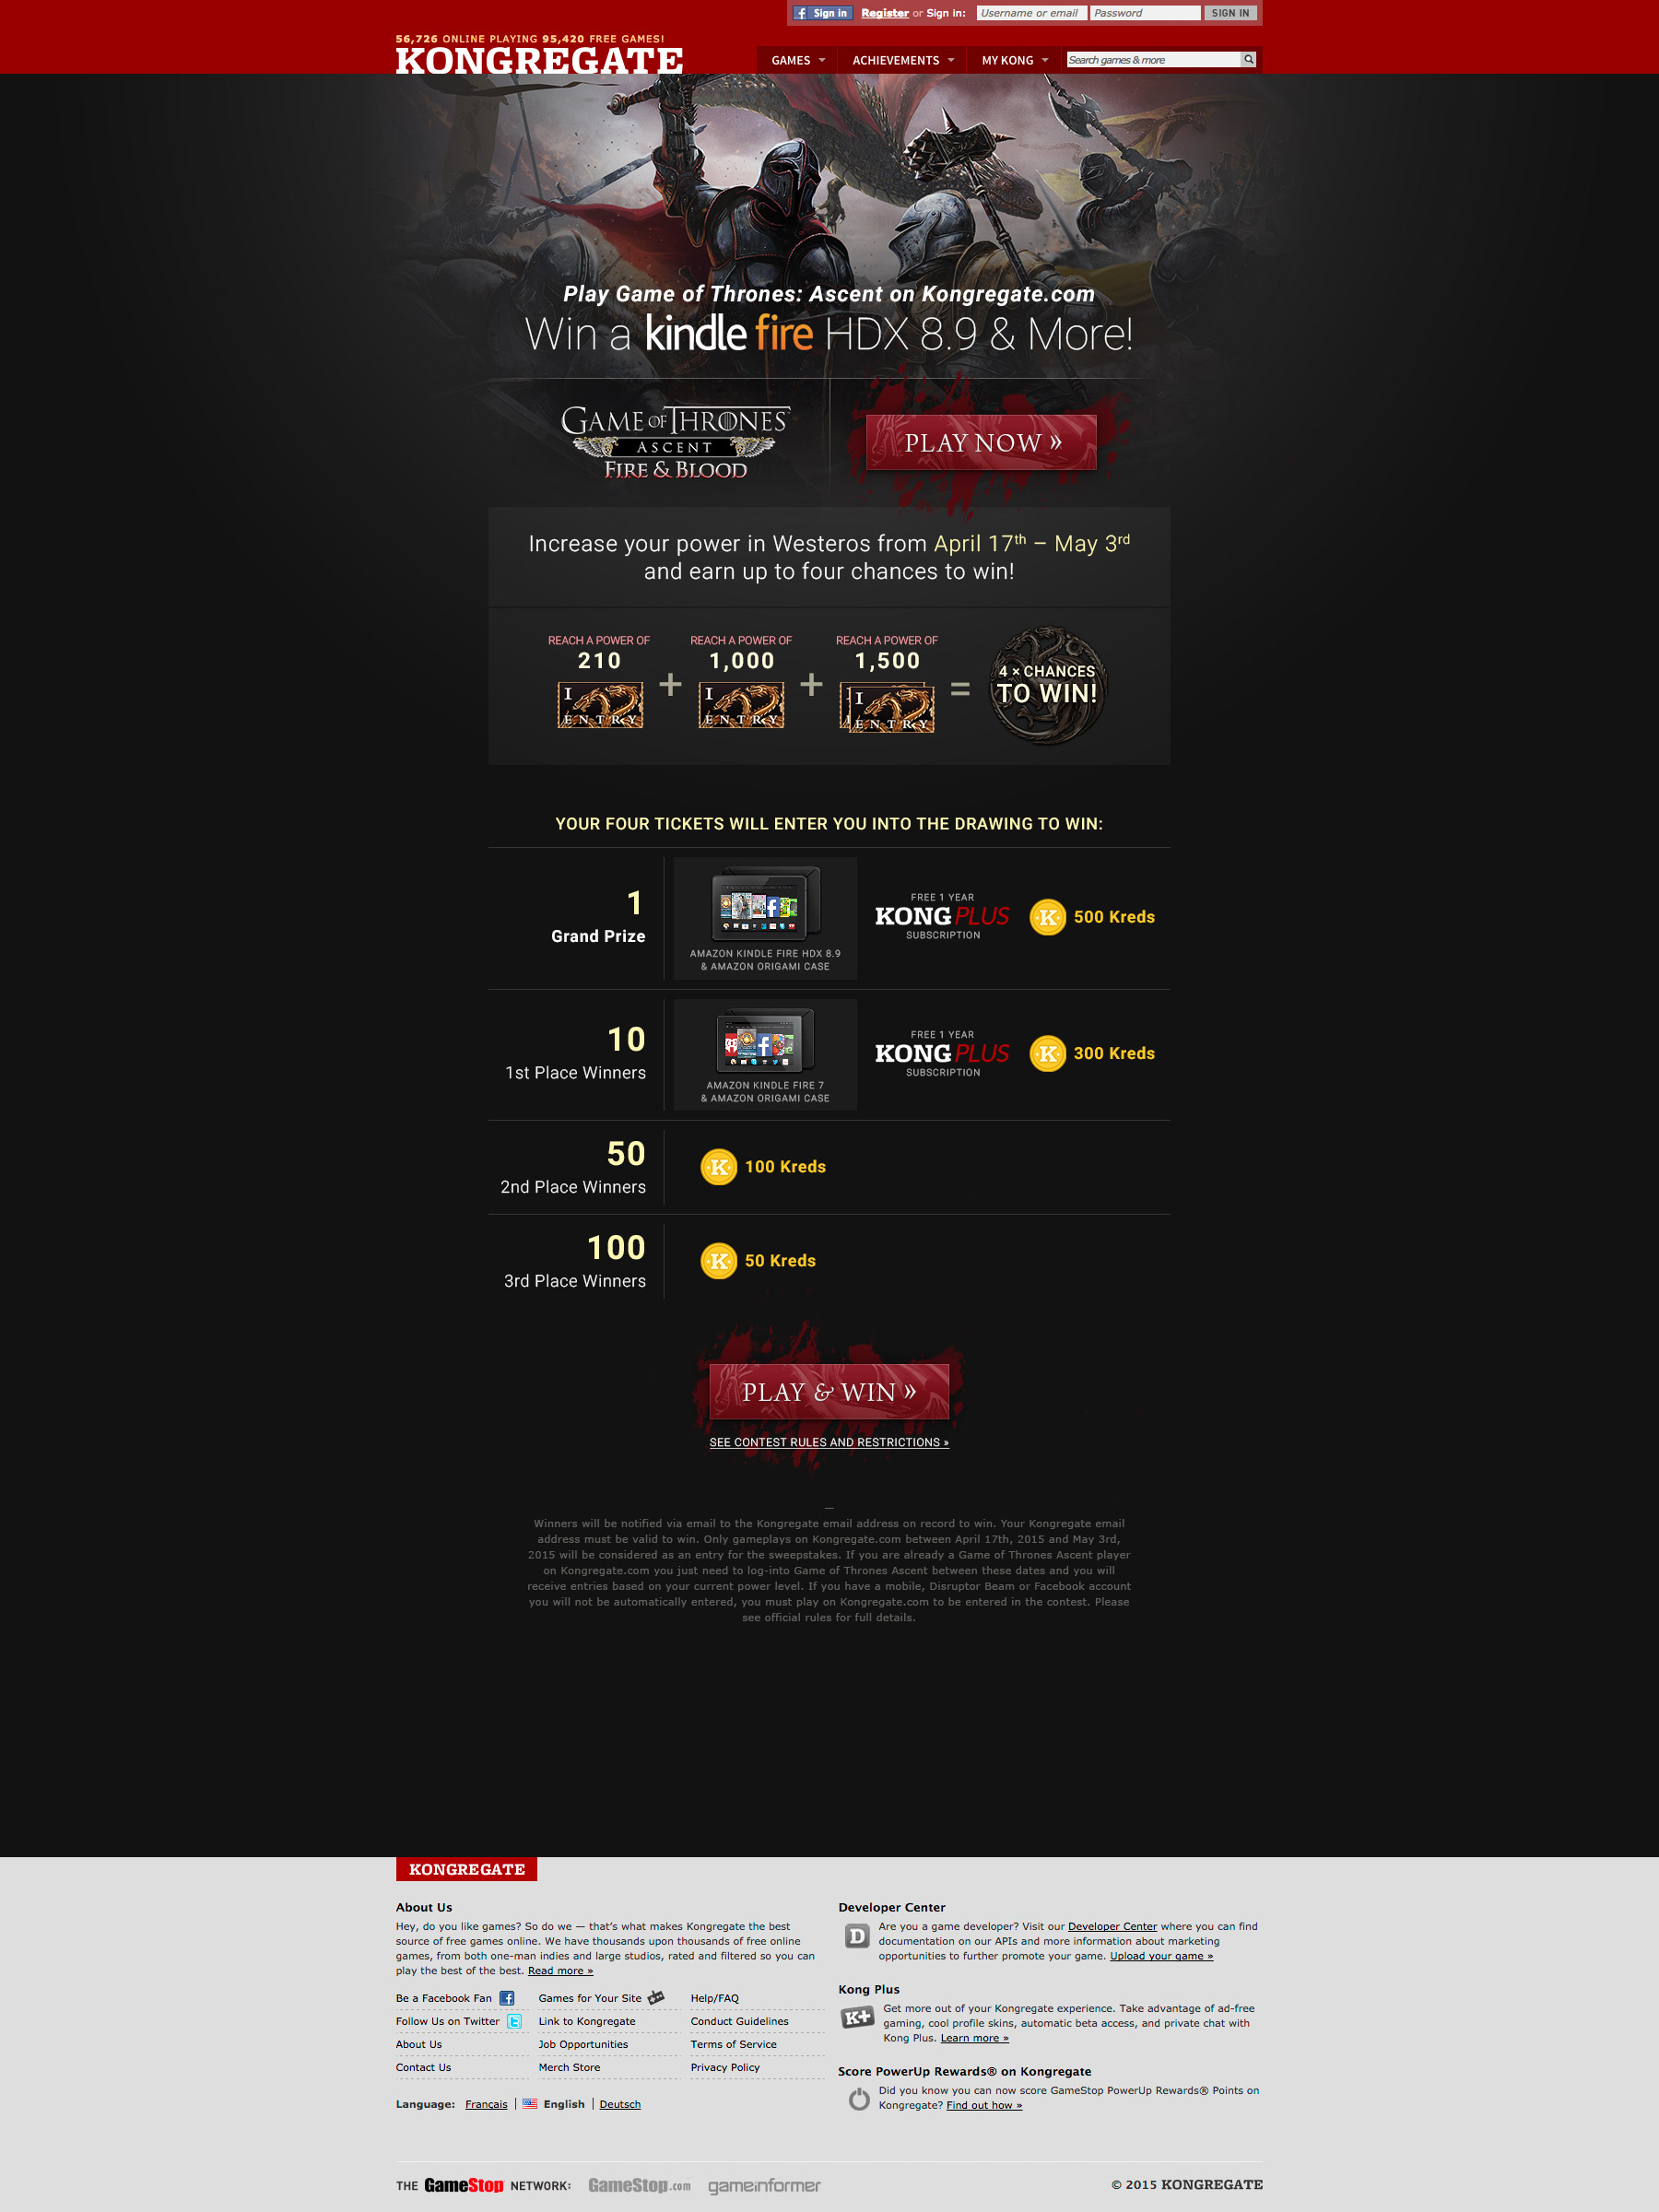 Sign in Register or Sign in: Username or email Password SIGN IN
56,726 ONLINE PLAYING 95,420 FREE GAMES!
KONGREGATE
GAMES ACHIEVEMENTS MY KONG Search games & more
Play Game of Thrones: Ascent on Kongregate.com
Win a kindle fire HDX 8.9 & More!
GAME OF THRONES
ASCENT
FIRE & BLOOD
PLAY NOW »
Increase your power in Westeros from April 17th – May 3rd
and earn up to four chances to win!
REACH A POWER OF
210
I
ENTRY
+
REACH A POWER OF
1,000
I
ENTRY
+
REACH A POWER OF
1,500
I
ENTRY
=
4 × CHANCES
TO WIN!
YOUR FOUR TICKETS WILL ENTER YOU INTO THE DRAWING TO WIN:
1
Grand Prize
AMAZON KINDLE FIRE HDX 8.9
& AMAZON ORIGAMI CASE
FREE 1 YEAR
KONG PLUS
SUBSCRIPTION
K 500 Kreds
10
1st Place Winners
AMAZON KINDLE FIRE 7
& AMAZON ORIGAMI CASE
FREE 1 YEAR
KONG PLUS
SUBSCRIPTION
K 300 Kreds
50
2nd Place Winners
K 100 Kreds
100
3rd Place Winners
K 50 Kreds
PLAY & WIN »
SEE CONTEST RULES AND RESTRICTIONS »
—
Winners will be notified via email to the Kongregate email address on record to win. Your Kongregate email
address must be valid to win. Only gameplays on Kongregate.com between April 17th, 2015 and May 3rd,
2015 will be considered as an entry for the sweepstakes. If you are already a Game of Thrones Ascent player
on Kongregate.com you just need to log-into Game of Thrones Ascent between these dates and you will
receive entries based on your current power level. If you have a mobile, Disruptor Beam or Facebook account
you will not be automatically entered, you must play on Kongregate.com to be entered in the contest. Please
see official rules for full details.
KONGREGATE
About Us
Hey, do you like games? So do we — that's what makes Kongregate the best
source of free games online. We have thousands upon thousands of free online
games, from both one-man indies and large studios, rated and filtered so you can
play the best of the best. Read more »
Be a Facebook Fan
Follow Us on Twitter
About Us
Contact Us
Games for Your Site
Link to Kongregate
Job Opportunities
Merch Store
Help/FAQ
Conduct Guidelines
Terms of Service
Privacy Policy
Language: Français | English | Deutsch
Developer Center
D
Are you a game developer? Visit our Developer Center where you can find
documentation on our APIs and more information about marketing
opportunities to further promote your game. Upload your game »
Kong Plus
K+
Get more out of your Kongregate experience. Take advantage of ad-free
gaming, cool profile skins, automatic beta access, and private chat with
Kong Plus. Learn more »
Score PowerUp Rewards® on Kongregate
Did you know you can now score GameStop PowerUp Rewards® Points on
Kongregate? Find out how »
THE GameStop NETWORK: GameStop.com gameinformer
© 2015 KONGREGATE